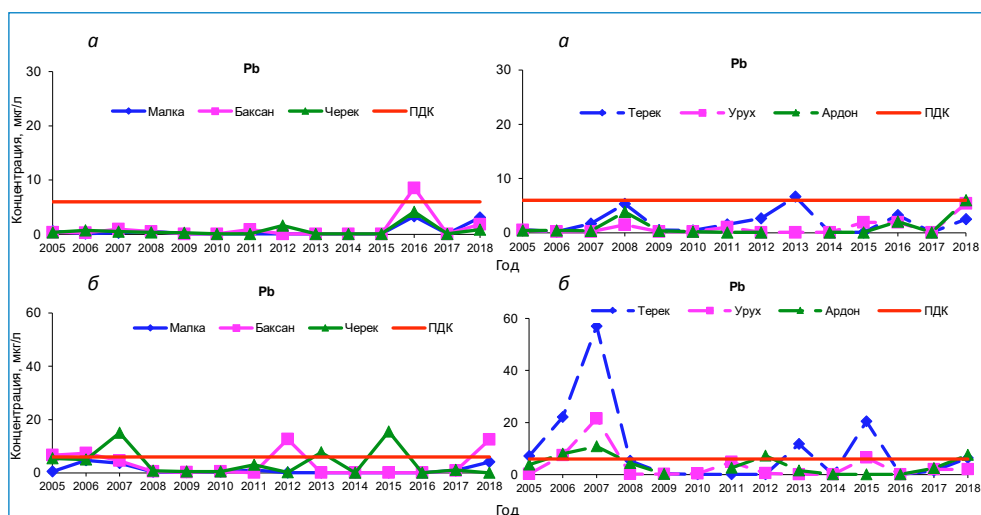 а
Pb
Концентрация, мкг/л
30
20
10
0
Малка Баксан Черек ПДК
2005 2006 2007 2008 2009 2010 2011 2012 2013 2014 2015 2016 2017 2018
а
Pb
30
20
10
0
Терек Урух Ардон ПДК
2005 2006 2007 2008 2009 2010 2011 2012 2013 2014 2015 2016 2017 2018
Год
б
Pb
Концентрация, мкг/л
60
40
20
0
Малка Баксан Черек ПДК
2005 2006 2007 2008 2009 2010 2011 2012 2013 2014 2015 2016 2017 2018
б
Pb
60
40
20
0
Терек Урух Ардон ПДК
2005 2006 2007 2008 2009 2010 2011 2012 2013 2014 2015 2016 2017 2018
Год